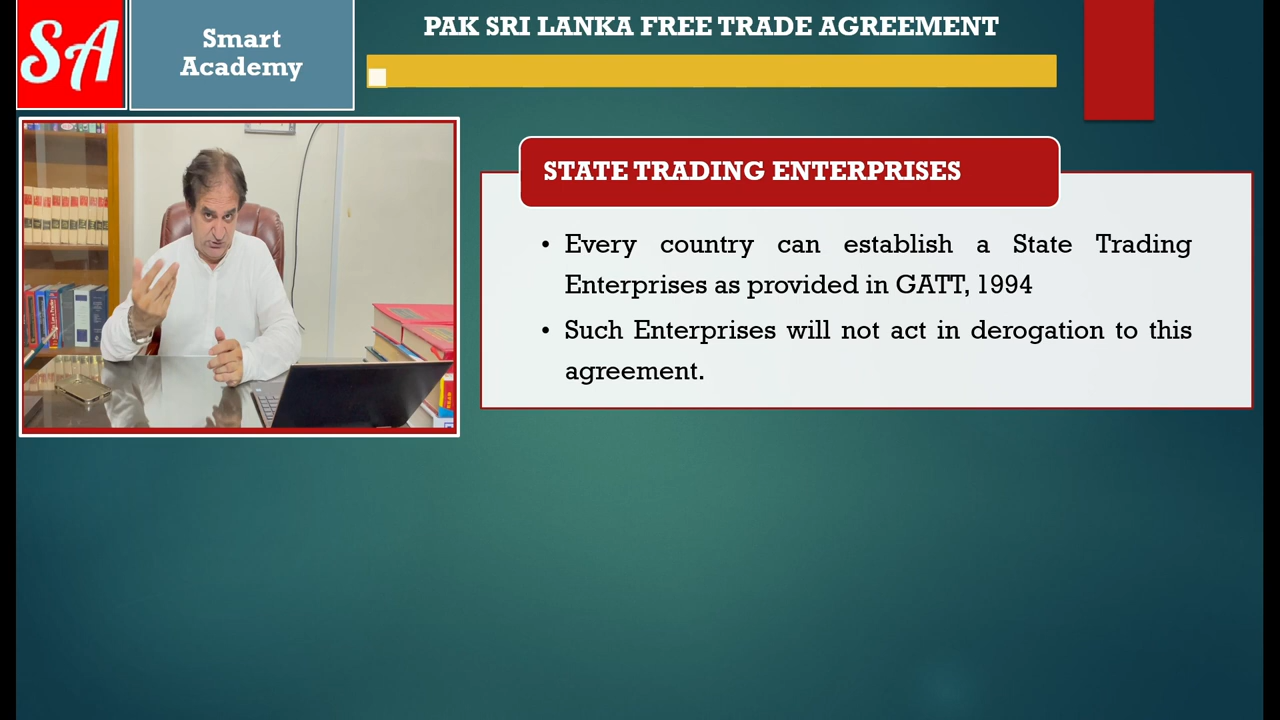 SA
Smart
Academy
PAK SRI LANKA FREE TRADE AGREEMENT
STATE TRADING ENTERPRISES
• Every country can establish a State Trading
Enterprises as provided in GATT, 1994
• Such Enterprises will not act in derogation to this
agreement.